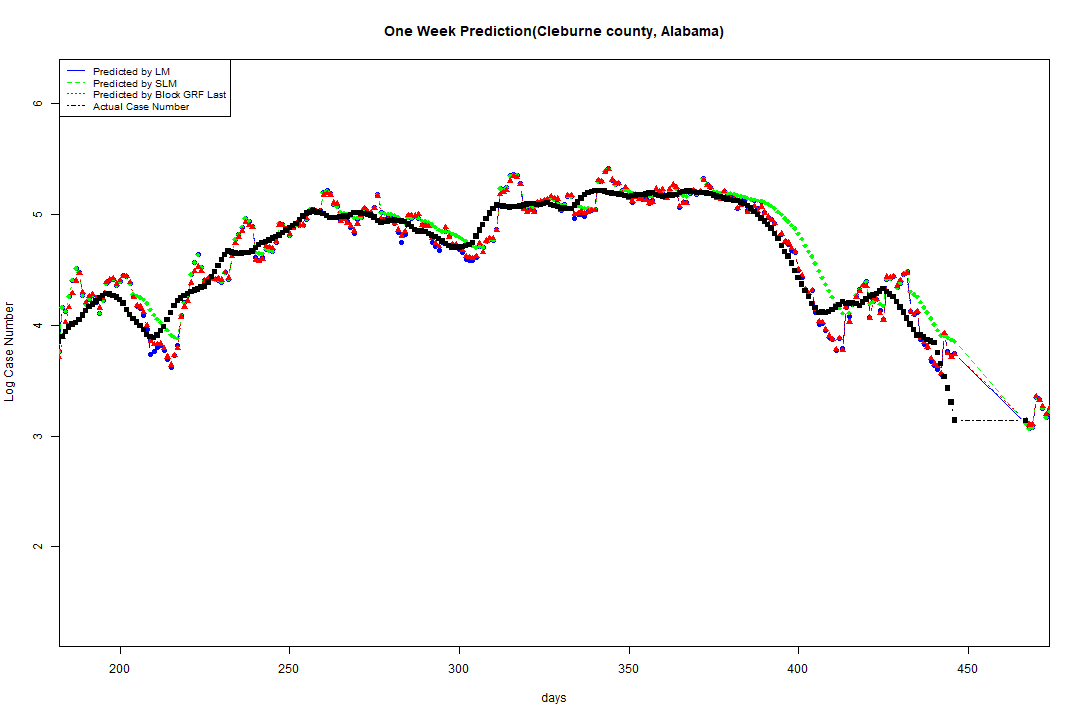 One Week Prediction(Cleburne county, Alabama)
Predicted by LM
Predicted by SLM
Predicted by Block GRF Last
Actual Case Number
6
5
4
3
2
Log Case Number
200 250 300 350 400 450
days